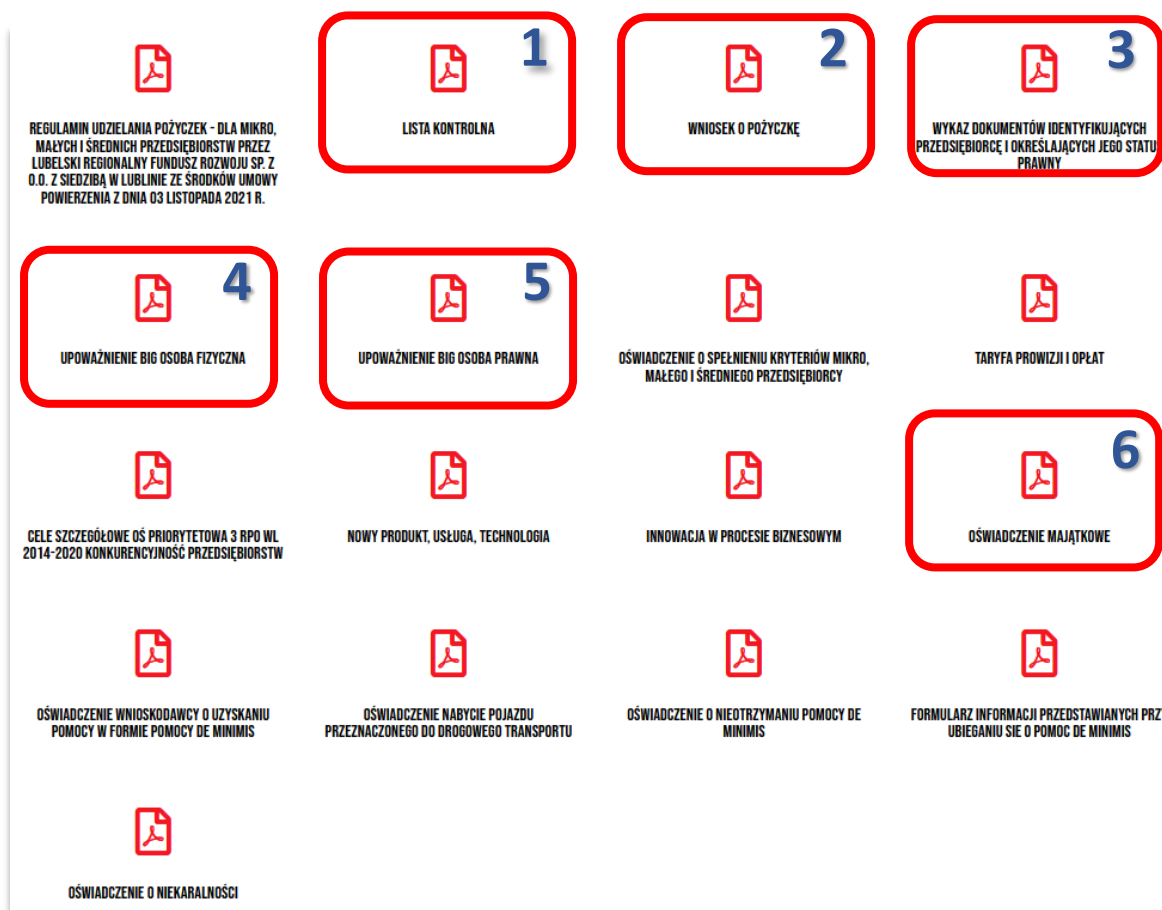 1
2
3
REGULAMIN UDZIELANIA POŻYCZEK - DLA MIKRO,
MAŁYCH I ŚREDNICH PRZEDSIĘBIORSTW PRZEZ
LUBELSKI REGIONALNY FUNDUSZ ROZWOJU SP. Z
O.O. Z SIEDZIBĄ W LUBLINIE ZE ŚRODKÓW UMOWY
POWIERZENIA Z DNIA 03 LISTOPADA 2021 R.
LISTA KONTROLNA
WNIOSEK O POŻYCZKĘ
WYKAZ DOKUMENTÓW IDENTYFIKUJĄCYCH
PRZEDSIĘBIORCĘ I OKREŚLAJĄCYCH JEGO STATUS
PRAWNY
4
5
UPOWAŻNIENIE BIG OSOBA FIZYCZNA
UPOWAŻNIENIE BIG OSOBA PRAWNA
OŚWIADCZENIE O SPEŁNIENIU KRYTERIÓW MIKRO,
MAŁEGO I ŚREDNIEGO PRZEDSIĘBIORCY
TARYFA PROWIZJI I OPŁAT
6
CELE SZCZEGÓŁOWE OŚ PRIORYTETOWA 3 RPO WL
2014-2020 KONKURENCYJNOŚĆ PRZEDSIĘBIORSTW
NOWY PRODUKT, USŁUGA, TECHNOLOGIA
INNOWACJA W PROCESIE BIZNESOWYM
OŚWIADCZENIE MAJĄTKOWE
OŚWIADCZENIE WNIOSKODAWCY O UZYSKANIU
POMOCY W FORMIE POMOCY DE MINIMIS
OŚWIADCZENIE NABYCIE POJAZDU
PRZEZNACZONEGO DO DROGOWEGO TRANSPORTU
OŚWIADCZENIE O NIEOTRZYMANIU POMOCY DE
MINIMIS
FORMULARZ INFORMACJI PRZEDSTAWIANYCH PRZ
UBIEGANIU SIE O POMOC DE MINIMIS
OŚWIADCZENIE O NIEKARALNOŚCI